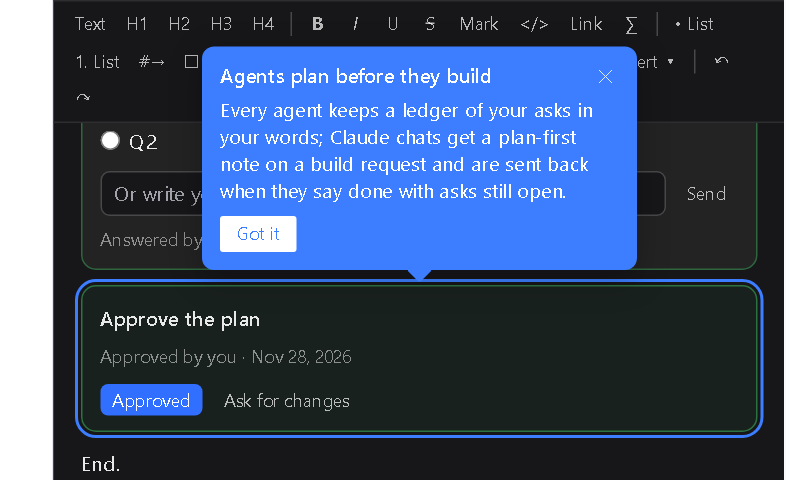 Text H1 H2 H3 H4 B I U S Mark </> Link ∑ • List
1. List #→ ☐ ert ▾ ↶
↷
Agents plan before they build
Every agent keeps a ledger of your asks in
your words; Claude chats get a plan-first
note on a build request and are sent back
when they say done with asks still open.
Got it
Q2
Or write Send
Answered by
Approve the plan
Approved by you · Nov 28, 2026
Approved Ask for changes
End.